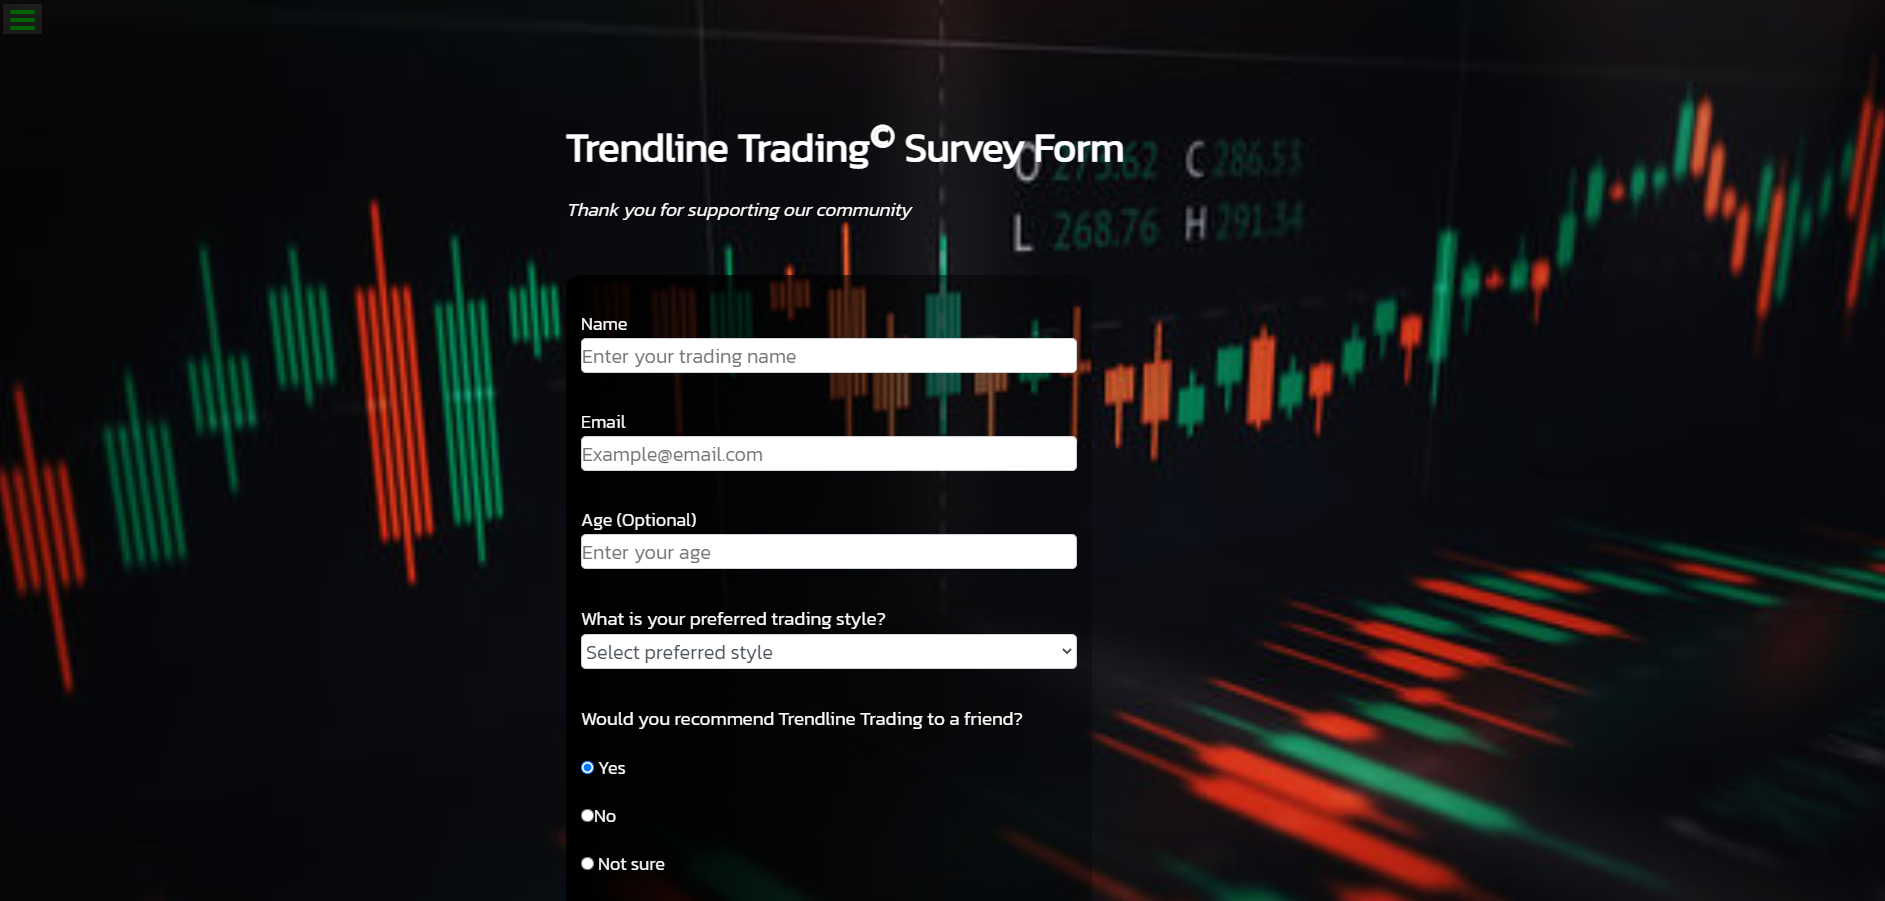 Trendline Trading© Survey Form
O 273.62 C 286.53
Thank you for supporting our community
L 268.76 H 291.34
Name
Enter your trading name
Email
Example@email.com
Age (Optional)
Enter your age
What is your preferred trading style?
Select preferred style
Would you recommend Trendline Trading to a friend?
Yes
No
Not sure